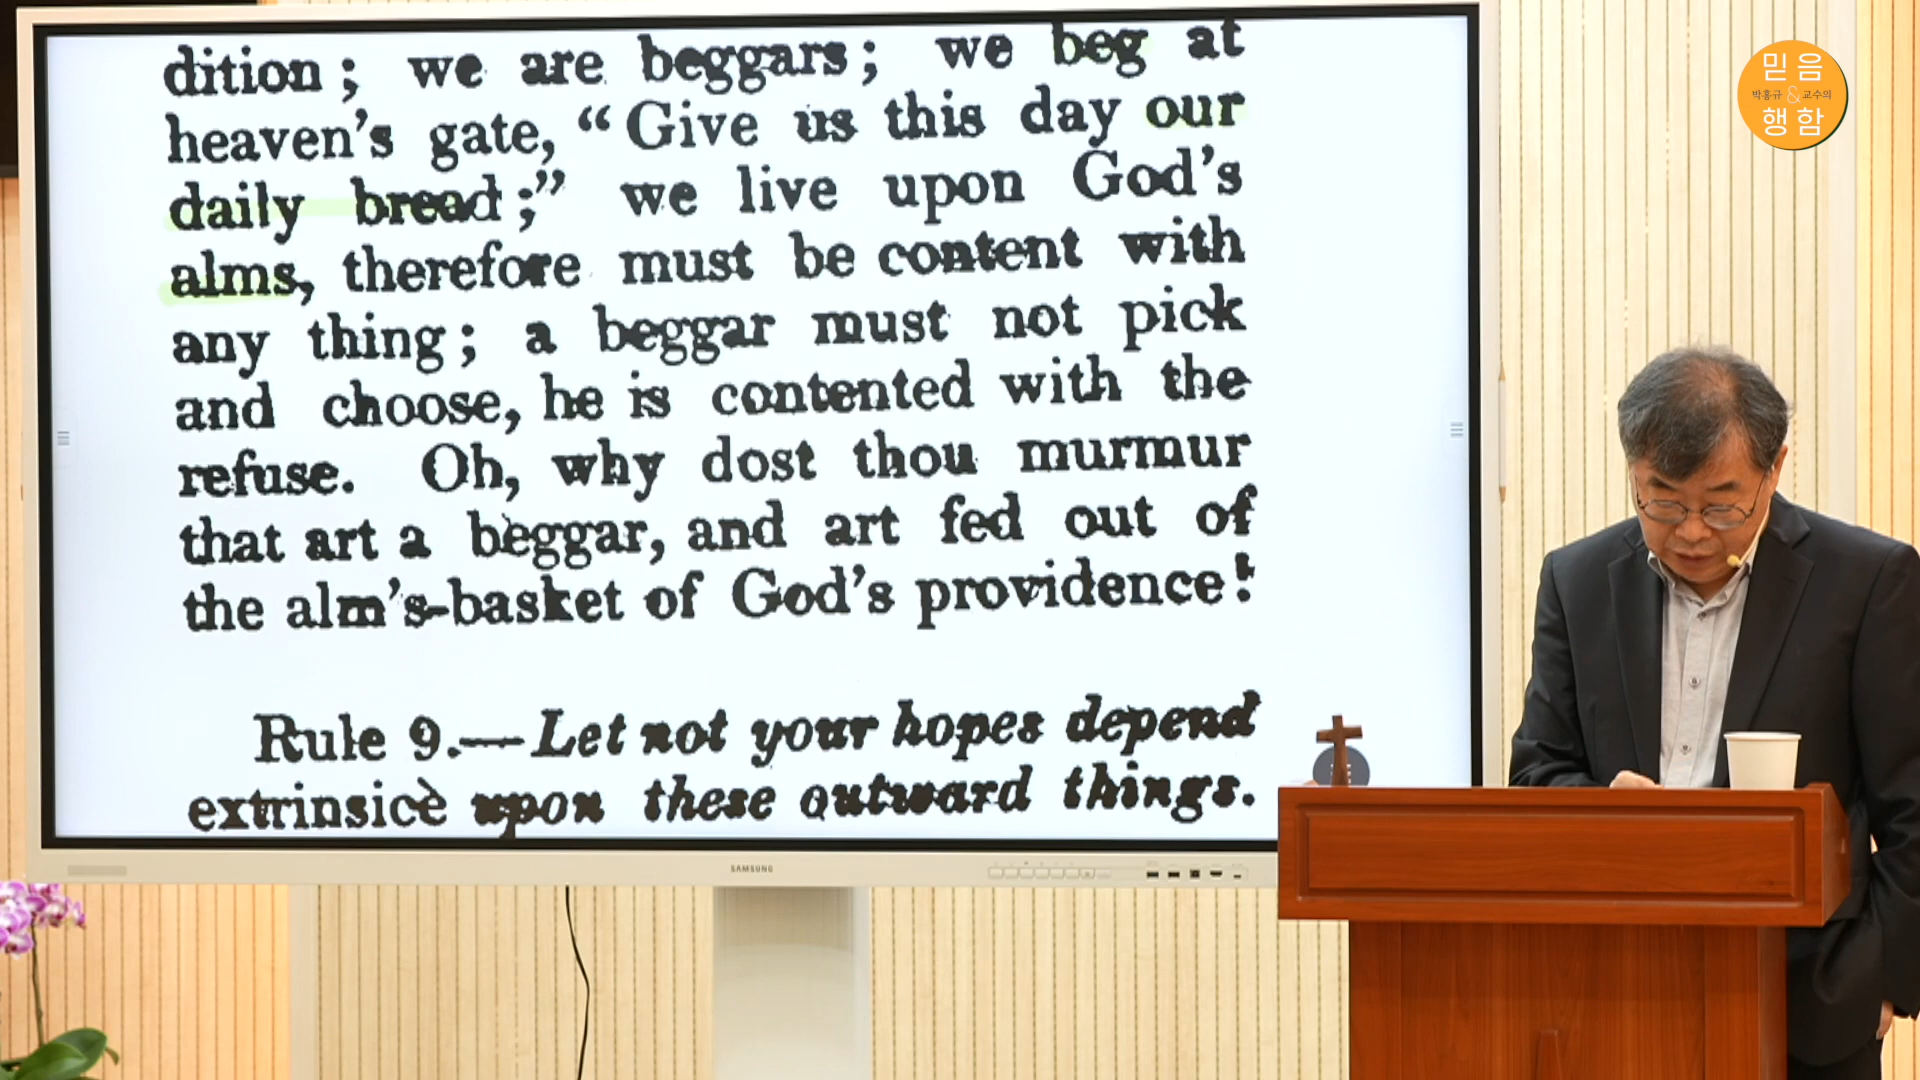 dition; we are beggars; we beg at
heaven's gate, “Give us this day our
daily bread;” we live upon God's
alms, therefore must be content with
any thing; a beggar must not pick
and choose, he is contented with the
refuse. Oh, why dost thou murmur
that art a beggar, and art fed out of
the alm's-basket of God's providence!
Rule 9.—Let not your hopes depend
extrinsicè upon these outward things.
SAMSUNG
믿음
박홍규 & 교수의
행함